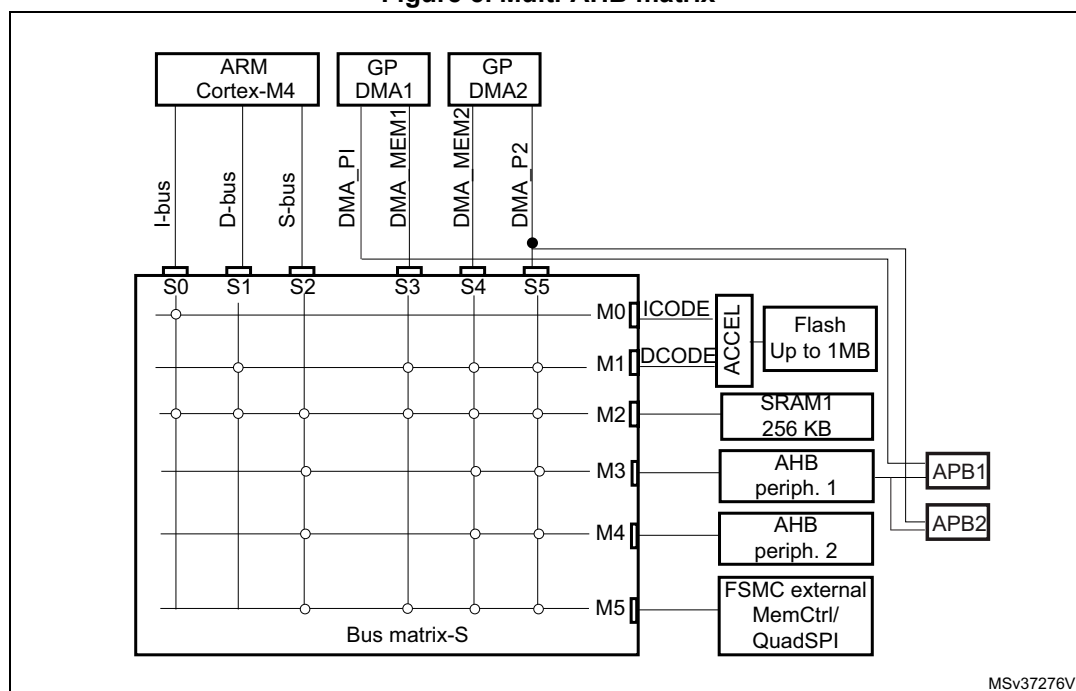 Figure 3. Multi-AHB matrix
ARM
Cortex-M4
GP
DMA1
GP
DMA2
I-bus
D-bus
S-bus
DMA_PI
DMA_MEM1
DMA_MEM2
DMA_P2
S0
S1
S2
S3
S4
S5
M0
ICODE
M1
DCODE
ACCEL
Flash
Up to 1MB
M2
SRAM1
256 KB
M3
AHB
periph. 1
APB1
M4
AHB
periph. 2
APB2
M5
FSMC external
MemCtrl/
QuadSPI
Bus matrix-S
MSv37276V